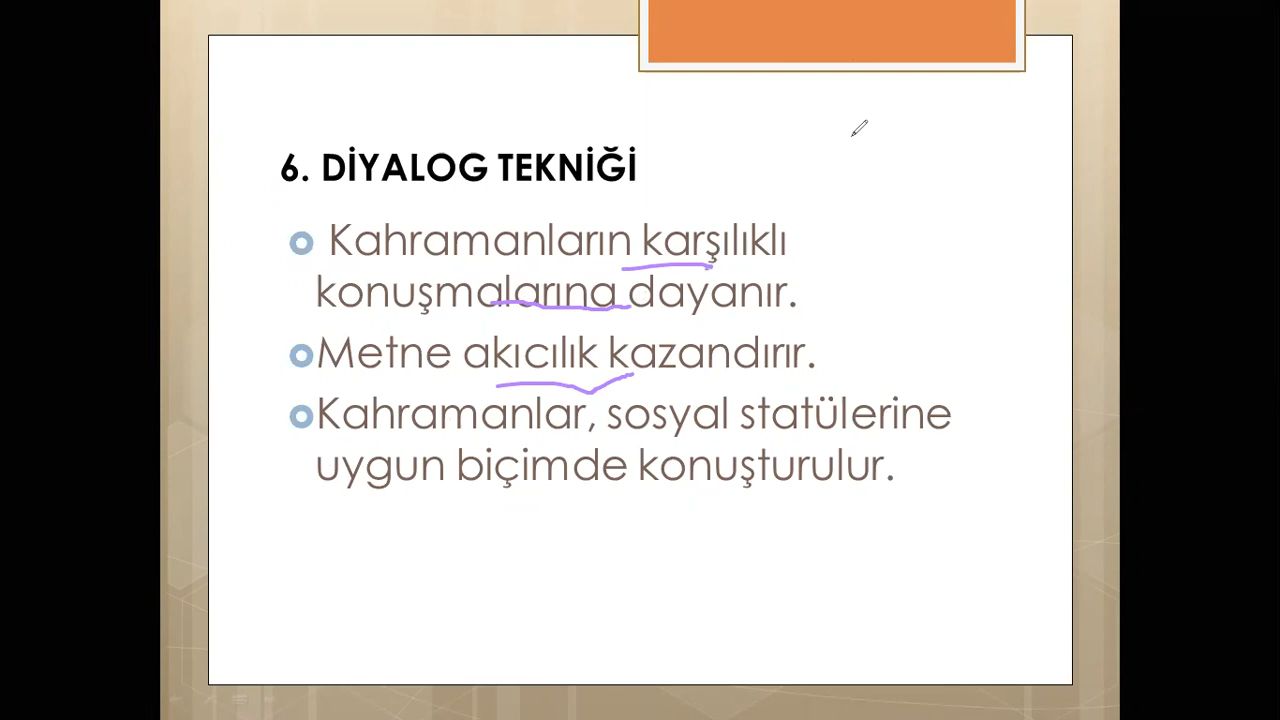 6. DİYALOG TEKNİĞİ
Kahramanların karşılıklı
konuşmalarına dayanır.
Metne akıcılık kazandırır.
Kahramanlar, sosyal statülerine
uygun biçimde konuşturulur.